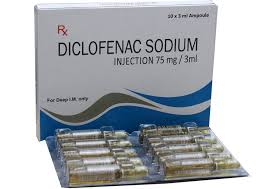 Rx
10 x 3 ml Ampoule
DICLOFENAC SODIUM
INJECTION 75 mg / 3ml
For Deep I.M. only